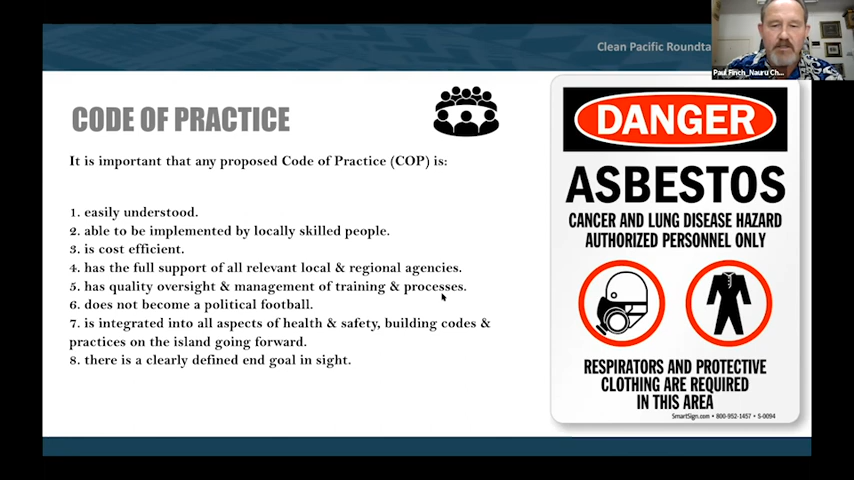 Clean Pacific Roundta
Paul Finch_Nauru Ch...
CODE OF PRACTICE
It is important that any proposed Code of Practice (COP) is:
1. easily understood.
2. able to be implemented by locally skilled people.
3. is cost efficient.
4. has the full support of all relevant local & regional agencies.
5. has quality oversight & management of training & processes.
6. does not become a political football.
7. is integrated into all aspects of health & safety, building codes &
practices on the island going forward.
8. there is a clearly defined end goal in sight.
DANGER
ASBESTOS
CANCER AND LUNG DISEASE HAZARD
AUTHORIZED PERSONNEL ONLY
RESPIRATORS AND PROTECTIVE
CLOTHING ARE REQUIRED
IN THIS AREA
SmartSign.com • 800-952-1457 • S-0094